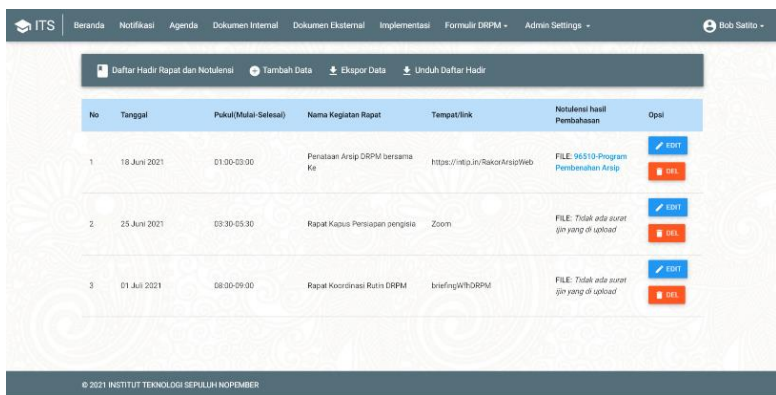 ITS Beranda Notifikasi Agenda Dokumen Internal Dokumen Eksternal Implementasi Formulir DRPM Admin Settings Bob Satito
Daftar Hadir Rapat dan Notulensi Tambah Data Ekspor Data Unduh Daftar Hadir
No Tanggal Pukul(Mulai-Selesai) Nama Kegiatan Rapat Tempat/link Notulensi hasil Pembahasan Opsi
1 18 Juni 2021 01:00-03:00 Penataan Arsip DRPM bersama Ke https://intip.in/RakorArsipWeb FILE: 96510-Program Pembenahan Arsip EDIT DEL
2 25 Juni 2021 03:30-05:30 Rapat Kapus Persiapan pengisia Zoom FILE: Tidak ada surat ijin yang di upload EDIT DEL
3 01 Juli 2021 08:00-09:00 Rapat Koordinasi Rutin DRPM briefingWfhDRPM FILE: Tidak ada surat ijin yang di upload EDIT DEL
© 2021 INSTITUT TEKNOLOGI SEPULUH NOPEMBER